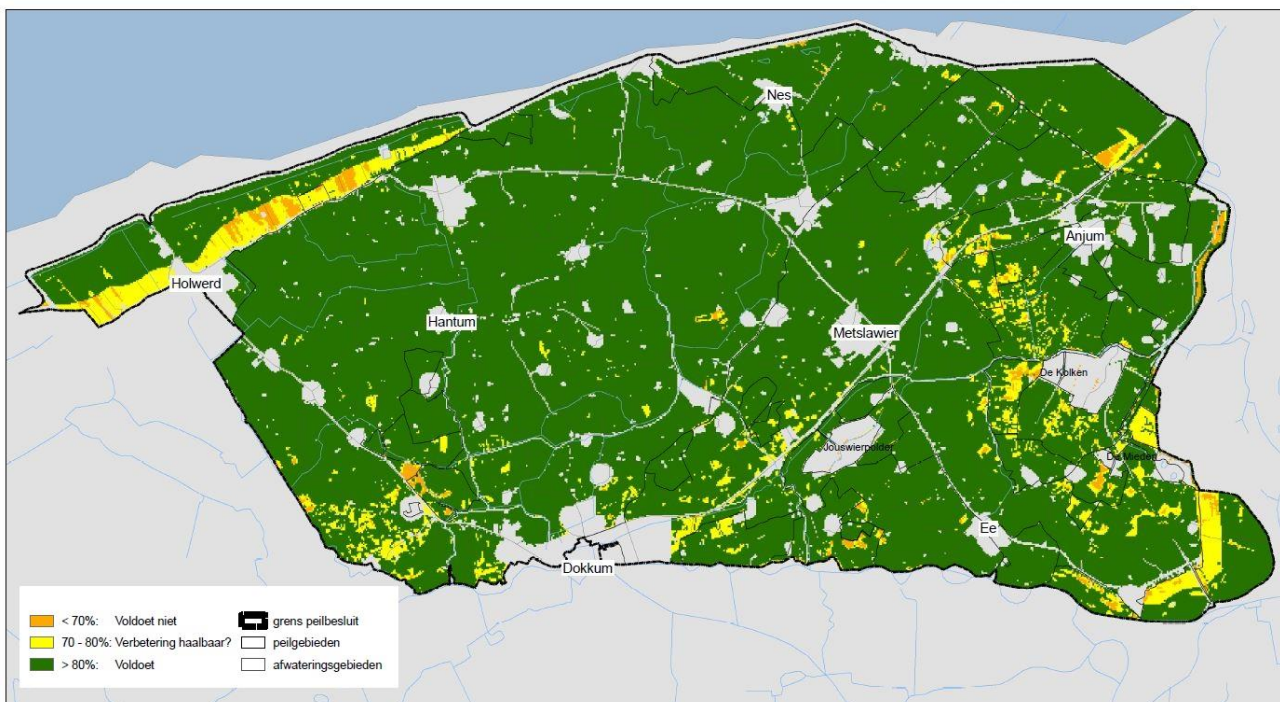 Nes
Anjum
Holwerd
Hantum
Metslawier
De Kolken
Jouswierpolder
De Mieden
Ee
Dokkum
< 70%: Voldoet niet
70 - 80%: Verbetering haalbaar?
> 80%: Voldoet
grens peilbesluit
peilgebieden
afwateringsgebieden